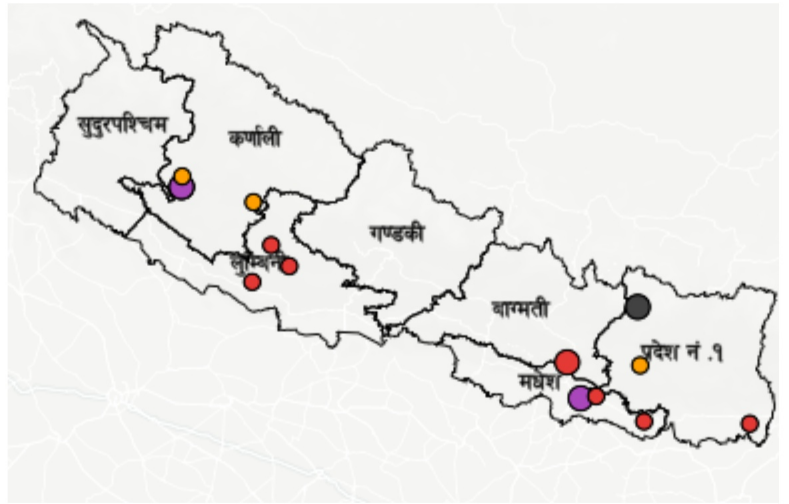 सुदुरपश्चिम
कर्णाली
गण्डकी
लुम्बिनी
बाग्मती
प्रदेश नं .१
मधेश